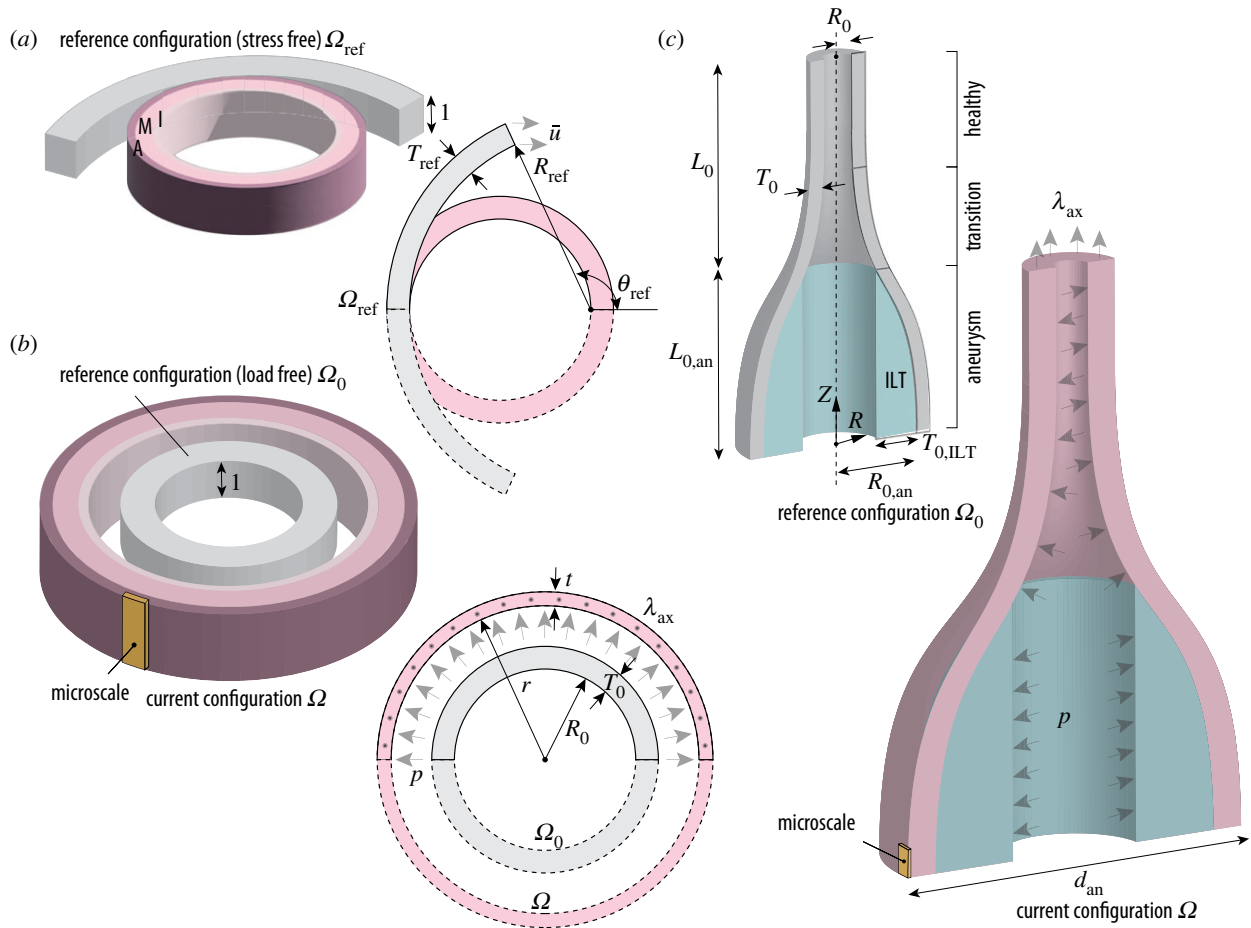 (a)
reference configuration (stress free) Ω_ref
M I
A
1
T_ref
R_ref
ū
θ_ref
Ω_ref
(b)
reference configuration (load free) Ω_0
1
microscale
current configuration Ω
t
λ_ax
r
T_0
R_0
p
Ω_0
Ω
(c)
R_0
L_0
T_0
L_0,an
ILT
Z
R
T_0,ILT
R_0,an
healthy
transition
aneurysm
reference configuration Ω_0
λ_ax
p
microscale
d_an
current configuration Ω